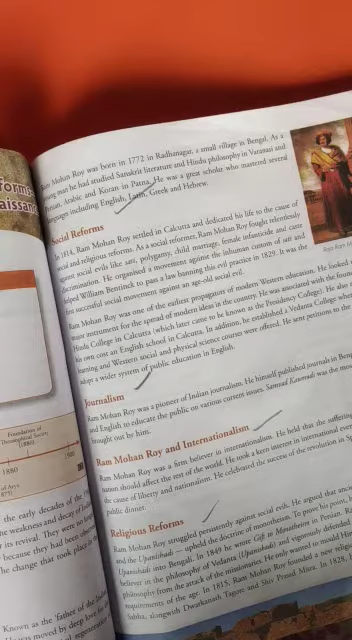 Ram Mohan Roy was born in 1772 in Radhanagar, a small village in Bengal. As a
young man he had studied Sanskrit literature and Hindu philosophy in Varanasi and
Persian, Arabic and Koran in Patna. He was a great scholar who mastered several
languages including English, Latin, Greek and Hebrew.
Social Reforms
In 1814, Ram Mohan Roy settled in Calcutta and dedicated his life to the cause of
social and religious reforms. As a social reformer, Ram Mohan Roy fought relentlessly
against social evils like sati, polygamy, child marriage, female infanticide and caste
discrimination. He organised a movement against the inhuman custom of sati and
helped William Bentinck to pass a law banning this evil practice in 1829. It was the
first successful social movement against an age-old social evil.
Raja Ram
Ram Mohan Roy was one of the earliest propagators of modern Western education. He looked
major instrument for the spread of modern ideas in the country. He was associated with the foun
Hindu College in Calcutta (which later came to be known as the Presidency College). He also
his own cost an English school in Calcutta. In addition, he established a Vedanta College where
learning and Western social and physical science courses were offered. He sent petitions to the
adopt a wider system of public education in English.
Journalism
Ram Mohan Roy was a pioneer of Indian journalism. He himself published journals in Beng
and English to educate the public on various current issues. Samvad Kaumudi was the mo
brought out by him.
Ram Mohan Roy and Internationalism
Ram Mohan Roy was a firm believer in internationalism. He held that the suffering
nation should affect the rest of the world. He took a keen interest in international eve
the cause of liberty and nationalism. He celebrated the success of the revolution in Sp
public dinner.
Religious Reforms
Ram Mohan Roy struggled persistently against social evils. He argued that ancie
and the Upanishads — upheld the doctrine of monotheism. To prove his point, h
Upanishads into Bengali. In 1849 he wrote Gift to Monotheists in Persian. Ra
believer in the philosophy of Vedanta (Upanishads) and vigorously defended
philosophy from the attack of the missionaries. He only wanted to mould Hin
requirements of the age. In 1815, Ram Mohan Roy founded a new religiou
Sabha, alongwith Dwarkanath Tagore and Shiv Prasad Misra. In 1828,
form
aissanc
Foundation of
Theosophical Society
1880
1900
of Arya
875)
the early decades of the
e weakness and decay of Indian
r its revival. They were no longer
because they had been
he change that took place
Known as the 'father of the Indian
was moved by deep love for
regeneration